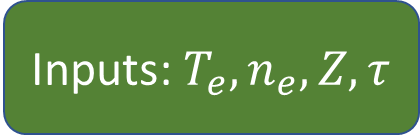 Inputs: Tₑ, nₑ, Z, τ